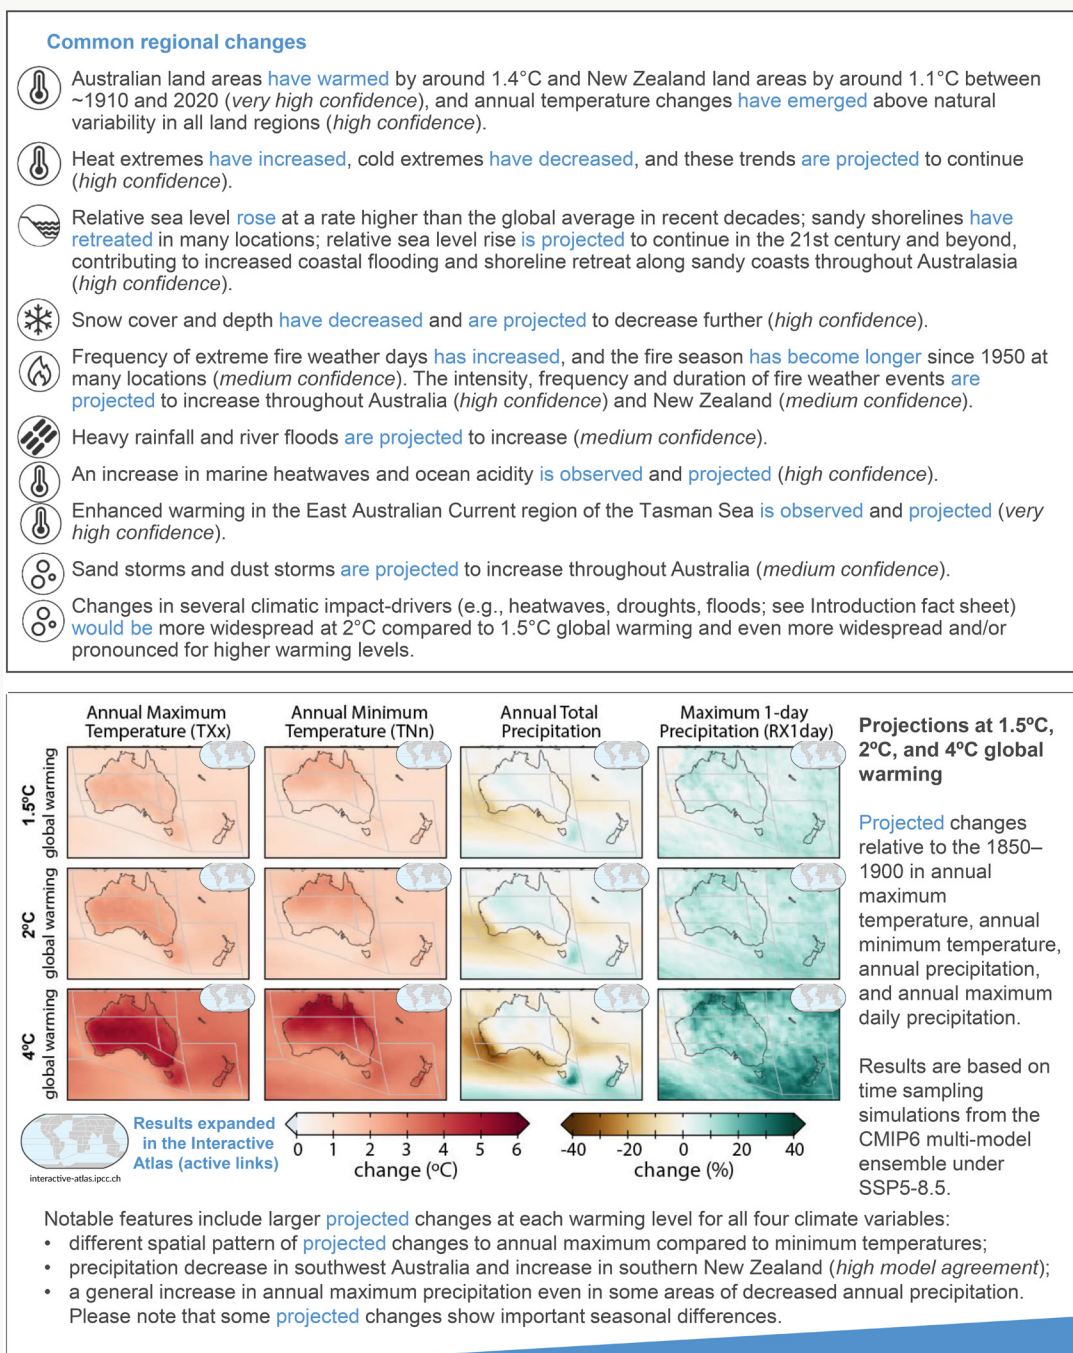 Common regional changes
Australian land areas have warmed by around 1.4°C and New Zealand land areas by around 1.1°C between
~1910 and 2020 (very high confidence), and annual temperature changes have emerged above natural
variability in all land regions (high confidence).
Heat extremes have increased, cold extremes have decreased, and these trends are projected to continue
(high confidence).
Relative sea level rose at a rate higher than the global average in recent decades; sandy shorelines have
retreated in many locations; relative sea level rise is projected to continue in the 21st century and beyond,
contributing to increased coastal flooding and shoreline retreat along sandy coasts throughout Australasia
(high confidence).
Snow cover and depth have decreased and are projected to decrease further (high confidence).
Frequency of extreme fire weather days has increased, and the fire season has become longer since 1950 at
many locations (medium confidence). The intensity, frequency and duration of fire weather events are
projected to increase throughout Australia (high confidence) and New Zealand (medium confidence).
Heavy rainfall and river floods are projected to increase (medium confidence).
An increase in marine heatwaves and ocean acidity is observed and projected (high confidence).
Enhanced warming in the East Australian Current region of the Tasman Sea is observed and projected (very
high confidence).
Sand storms and dust storms are projected to increase throughout Australia (medium confidence).
Changes in several climatic impact-drivers (e.g., heatwaves, droughts, floods; see Introduction fact sheet)
would be more widespread at 2°C compared to 1.5°C global warming and even more widespread and/or
pronounced for higher warming levels.
Annual Maximum
Temperature (TXx)
Annual Minimum
Temperature (TNn)
Annual Total
Precipitation
Maximum 1-day
Precipitation (RX1day)
1.5ºC
global warming
2ºC
global warming
4ºC
global warming
Results expanded
in the Interactive
Atlas (active links)
interactive-atlas.ipcc.ch
0 1 2 3 4 5 6
change (ºC)
-40 -20 0 20 40
change (%)
Projections at 1.5ºC,
2ºC, and 4ºC global
warming
Projected changes
relative to the 1850–
1900 in annual
maximum
temperature, annual
minimum temperature,
annual precipitation,
and annual maximum
daily precipitation.
Results are based on
time sampling
simulations from the
CMIP6 multi-model
ensemble under
SSP5-8.5.
Notable features include larger projected changes at each warming level for all four climate variables:
• different spatial pattern of projected changes to annual maximum compared to minimum temperatures;
• precipitation decrease in southwest Australia and increase in southern New Zealand (high model agreement);
• a general increase in annual maximum precipitation even in some areas of decreased annual precipitation.
Please note that some projected changes show important seasonal differences.